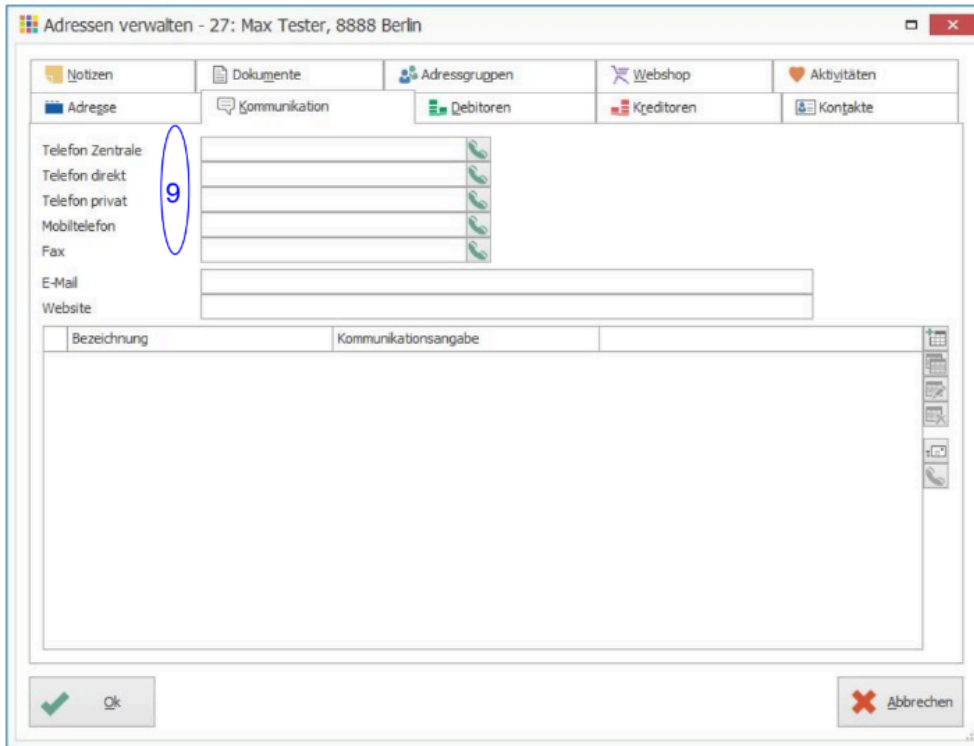 Adressen verwalten - 27: Max Tester, 8888 Berlin
Notizen Dokumente Adressgruppen Webshop Aktivitäten
Adresse Kommunikation Debitoren Kreditoren Kontakte
Telefon Zentrale
Telefon direkt
9
Telefon privat
Mobiltelefon
Fax
E-Mail
Website
Bezeichnung Kommunikationsangabe
Ok Abbrechen